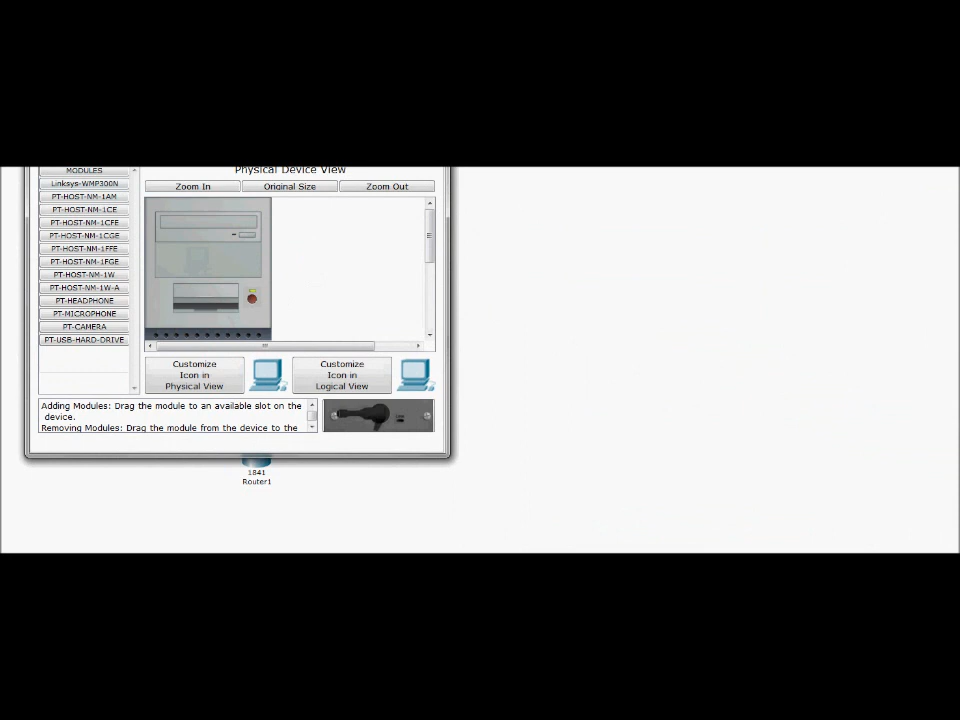 Physical Device View
MODULES
Linksys-WMP300N
PT-HOST-NM-1AM
PT-HOST-NM-1CE
PT-HOST-NM-1CFE
PT-HOST-NM-1CGE
PT-HOST-NM-1FFE
PT-HOST-NM-1FGE
PT-HOST-NM-1W
PT-HOST-NM-1W-A
PT-HEADPHONE
PT-MICROPHONE
PT-CAMERA
PT-USB-HARD-DRIVE
Zoom In
Original Size
Zoom Out
Customize
Icon in
Physical View
Customize
Icon in
Logical View
Adding Modules: Drag the module to an available slot on the
device.
Removing Modules: Drag the module from the device to the
1841
Router1